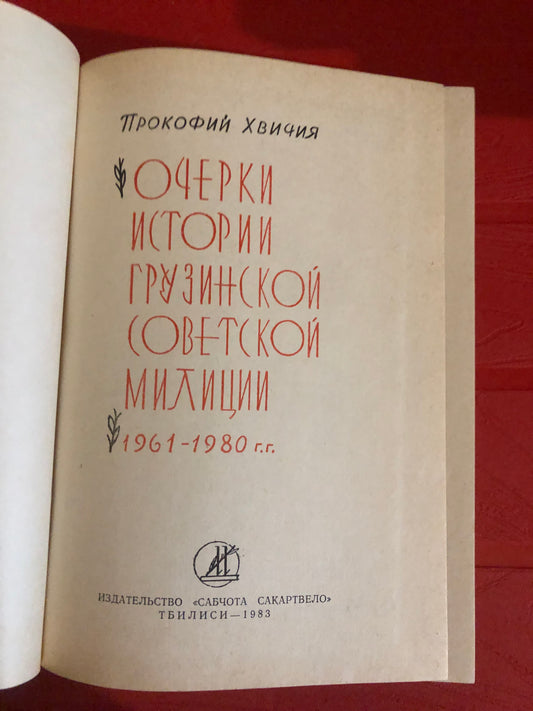 ПРОКОФИЙ ХВИЧИЯ
ОЧЕРКИ
ИСТОРИИ
ГРУЗИНСКОЙ
СОВЕТСКОЙ
МИЛИЦИИ
1961-1980 г.г.
ИЗДАТЕЛЬСТВО «САБЧОТА САКАРТВЕЛО»
ТБИЛИСИ—1983